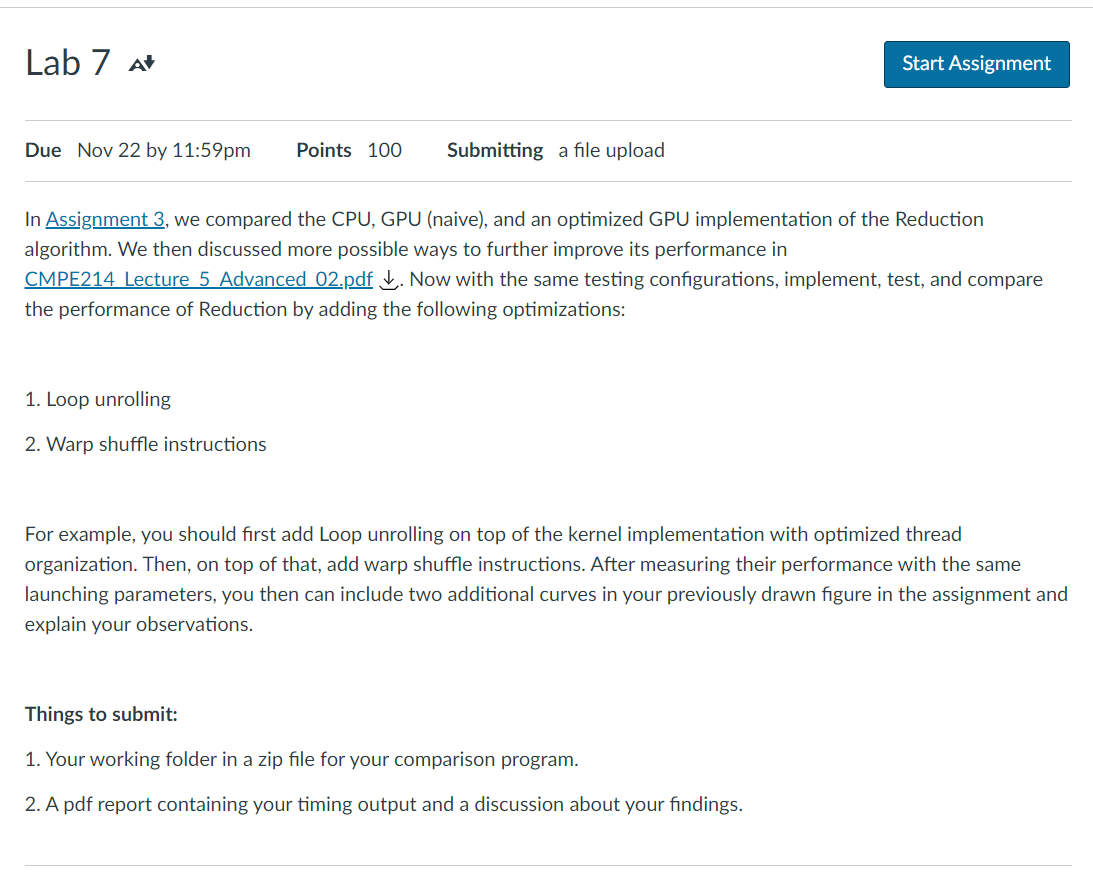 Lab 7
Start Assignment
Due Nov 22 by 11:59pm Points 100 Submitting a file upload
In Assignment 3, we compared the CPU, GPU (naive), and an optimized GPU implementation of the Reduction
algorithm. We then discussed more possible ways to further improve its performance in
CMPE214_Lecture_5_Advanced_02.pdf. Now with the same testing configurations, implement, test, and compare
the performance of Reduction by adding the following optimizations:
1. Loop unrolling
2. Warp shuffle instructions
For example, you should first add Loop unrolling on top of the kernel implementation with optimized thread
organization. Then, on top of that, add warp shuffle instructions. After measuring their performance with the same
launching parameters, you then can include two additional curves in your previously drawn figure in the assignment and
explain your observations.
Things to submit:
1. Your working folder in a zip file for your comparison program.
2. A pdf report containing your timing output and a discussion about your findings.